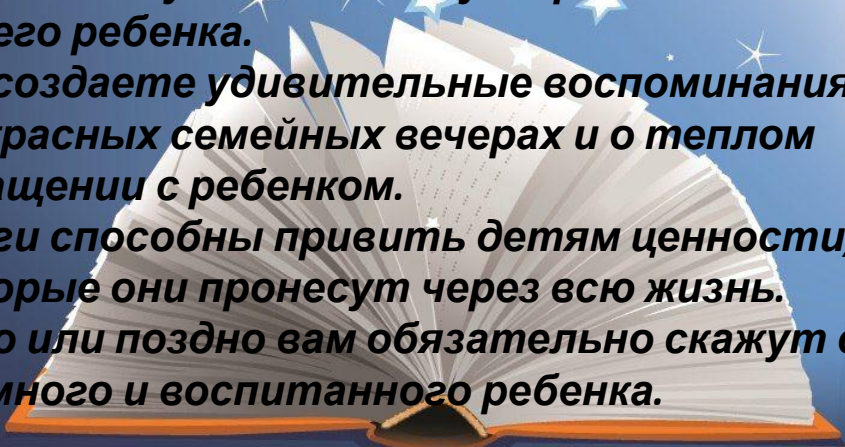 его ребенка.
создаете удивительные воспоминания
красных семейных вечерах и о теплом
ащении с ребенком.
ги способны привить детям ценности,
орые они пронесут через всю жизнь.
о или поздно вам обязательно скажут
много и воспитанного ребенка.